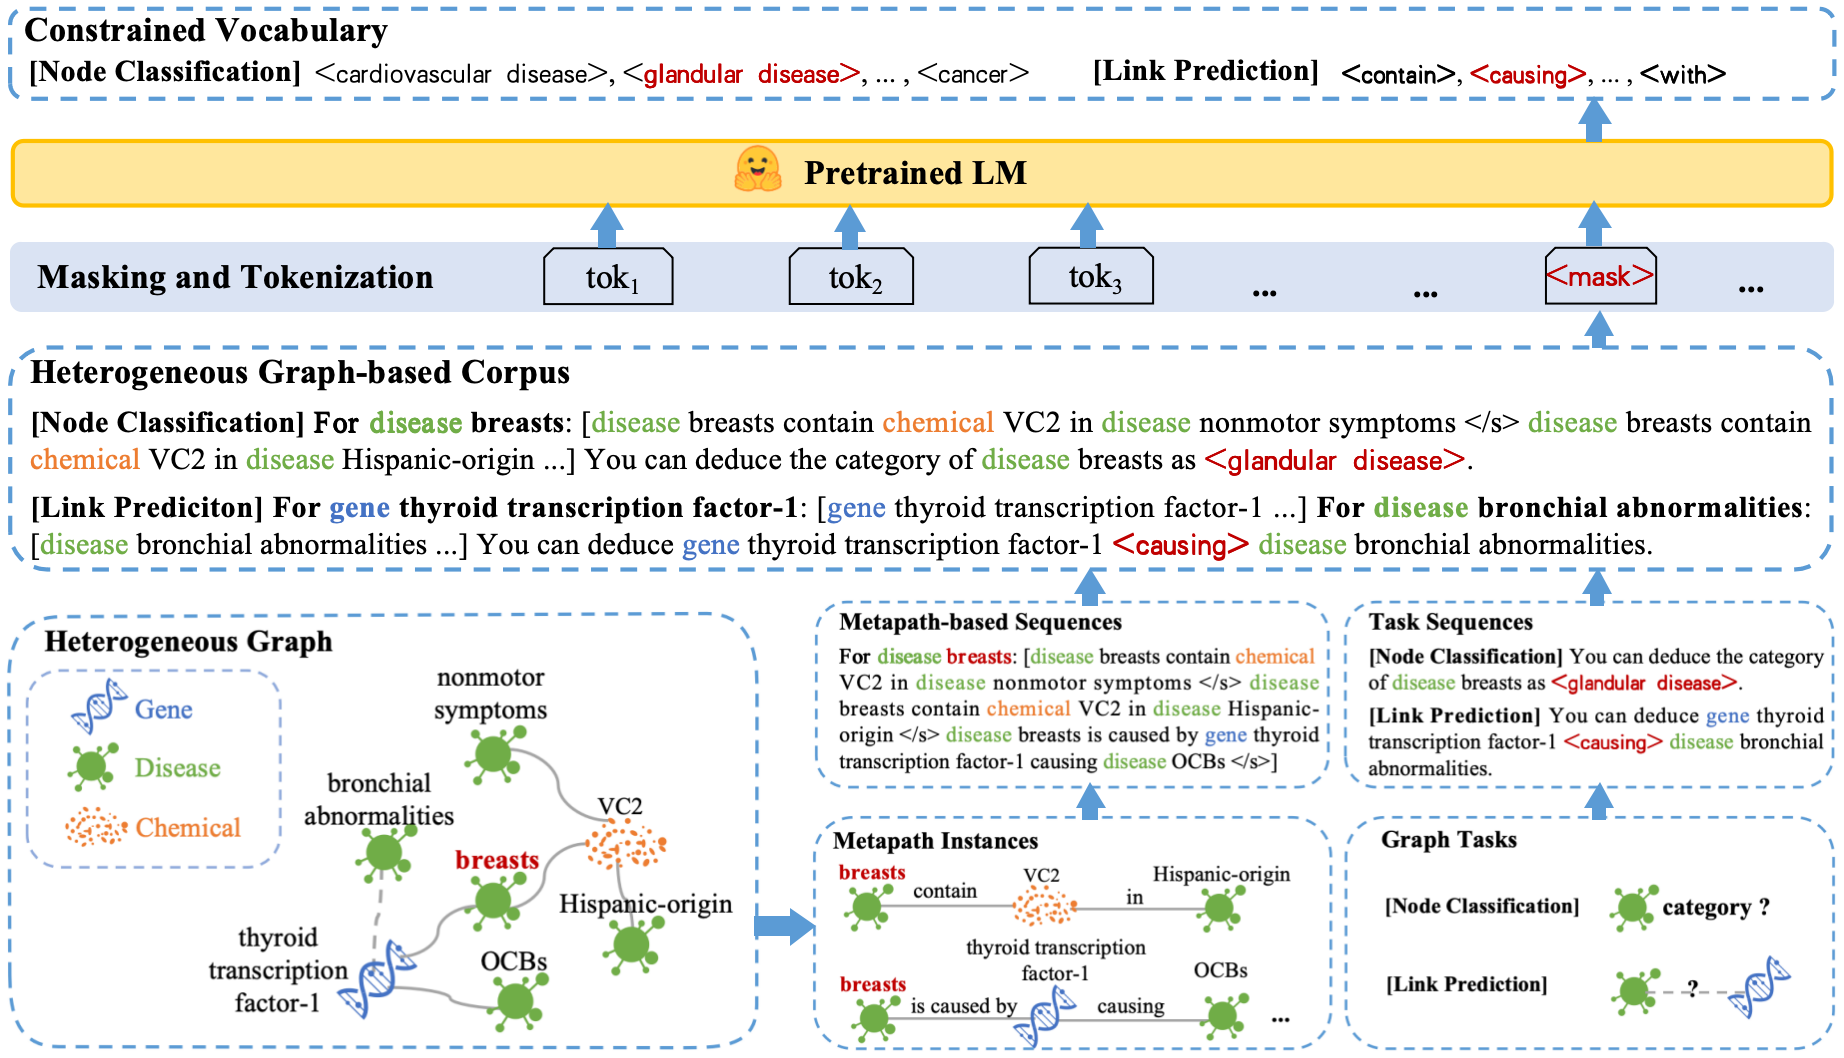 Constrained Vocabulary
[Node Classification] <cardiovascular disease>, <glandular disease>, ... , <cancer>
[Link Prediction] <contain>, <causing>, ... , <with>
Pretrained LM
Masking and Tokenization
tok1
tok2
tok3
...
...
<mask>
...
Heterogeneous Graph-based Corpus
[Node Classification] For disease breasts: [disease breasts contain chemical VC2 in disease nonmotor symptoms </s> disease breasts contain
chemical VC2 in disease Hispanic-origin ...] You can deduce the category of disease breasts as <glandular disease>.
[Link Prediciton] For gene thyroid transcription factor-1: [gene thyroid transcription factor-1 ...] For disease bronchial abnormalities:
[disease bronchial abnormalities ...] You can deduce gene thyroid transcription factor-1 <causing> disease bronchial abnormalities.
Heterogeneous Graph
Gene
Disease
Chemical
nonmotor
symptoms
bronchial
abnormalities
VC2
breasts
Hispanic-origin
thyroid
transcription
factor-1
OCBs
Metapath-based Sequences
For disease breasts: [disease breasts contain chemical
VC2 in disease nonmotor symptoms </s> disease
breasts contain chemical VC2 in disease Hispanic-
origin </s> disease breasts is caused by gene thyroid
transcription factor-1 causing disease OCBs </s>]
Task Sequences
[Node Classification] You can deduce the category
of disease breasts as <glandular disease>.
[Link Prediction] You can deduce gene thyroid
transcription factor-1 <causing> disease bronchial
abnormalities.
Metapath Instances
breasts
contain
VC2
in
Hispanic-origin
thyroid transcription
factor-1
breasts
is caused by
causing
OCBs
...
Graph Tasks
[Node Classification]
category ?
[Link Prediction]
?